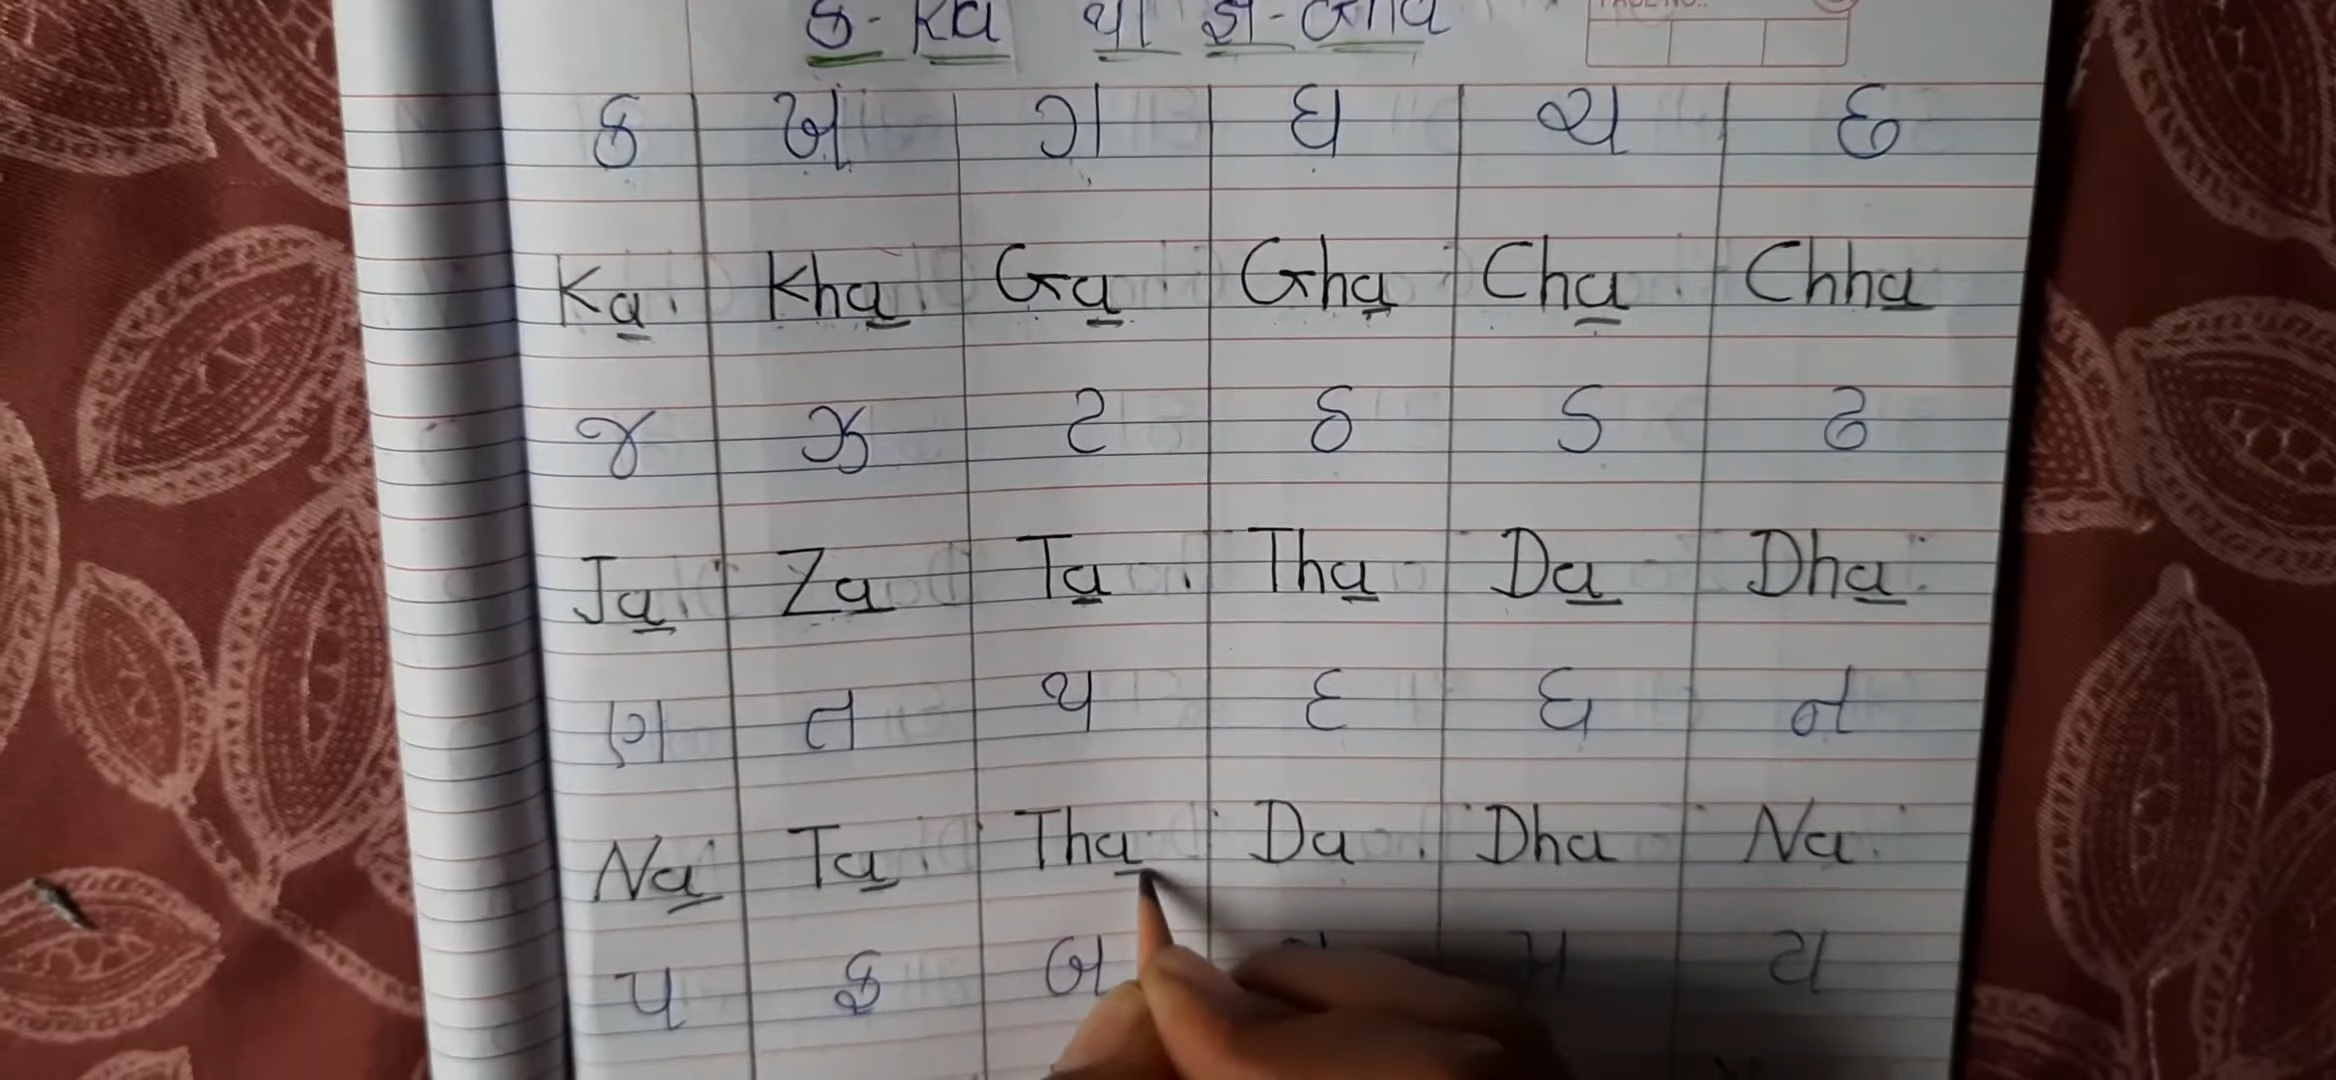 ક - Ka થી જ્ઞ - Gna
ક ખ ગ ઘ ચ છ
Ka Kha Ga Gha Cha Chha
જ ઝ ટ ઠ ડ ઢ
Ja Za Ta Tha Da Dha
ણ ત થ દ ધ ન
Na Ta Tha Da Dha Na
પ ફ બ મ ય